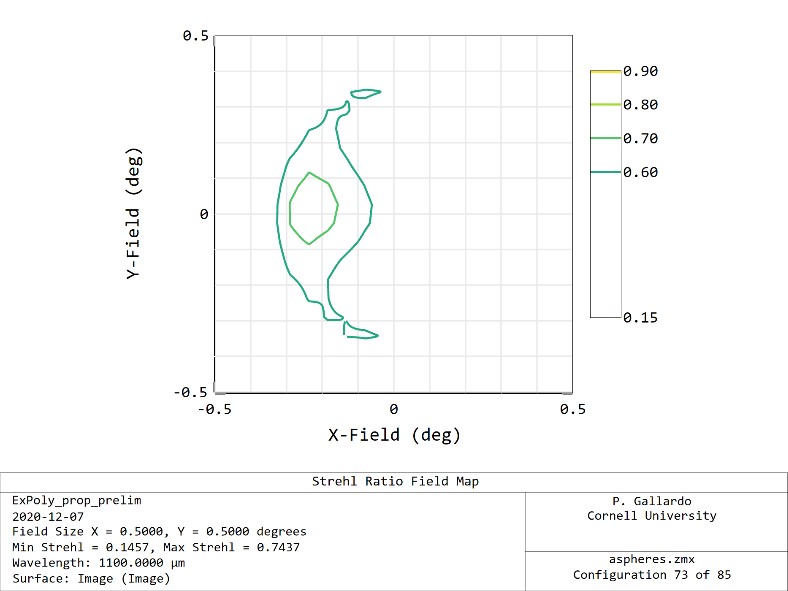 0.5
0
-0.5
Y-Field (deg)
-0.5
0
0.5
X-Field (deg)
0.90
0.80
0.70
0.60
0.15
Strehl Ratio Field Map
ExPoly_prop_prelim
2020-12-07
Field Size X = 0.5000, Y = 0.5000 degrees
Min Strehl = 0.1457, Max Strehl = 0.7437
Wavelength: 1100.0000 µm
Surface: Image (Image)
P. Gallardo
Cornell University
aspheres.zmx
Configuration 73 of 85